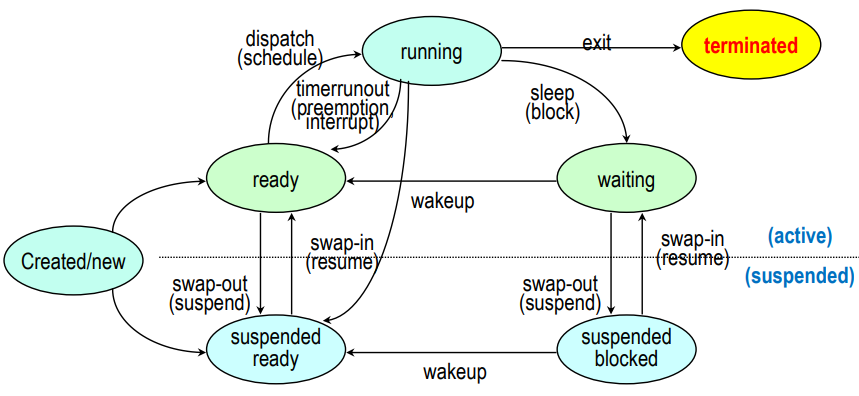 dispatch
(schedule)
running
exit
terminated
timerrunout
(preemption,
interrupt)
sleep
(block)
ready
waiting
wakeup
Created/new
swap-in
(resume)
swap-in
(resume)
(active)
swap-out
(suspend)
swap-out
(suspend)
(suspended)
suspended
ready
suspended
blocked
wakeup